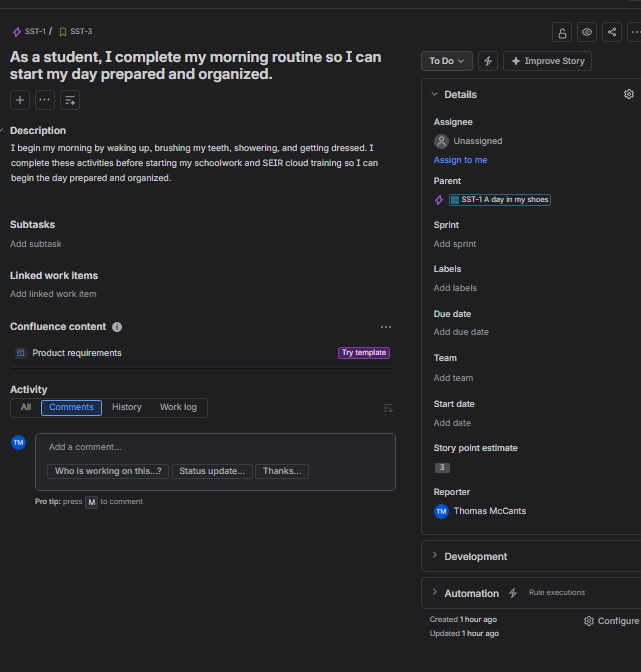 SST-1 / SST-3
As a student, I complete my morning routine so I can
start my day prepared and organized.
Description
I begin my morning by waking up, brushing my teeth, showering, and getting dressed. I
complete these activities before starting my schoolwork and SEIR cloud training so I can
begin the day prepared and organized.
Subtasks
Add subtask
Linked work items
Add linked work item
Confluence content
Product requirements
Try template
Activity
All Comments History Work log
TM
Add a comment...
Who is working on this...? Status update... Thanks...
Pro tip: press M to comment
To Do
Improve Story
Details
Assignee
Unassigned
Assign to me
Parent
SST-1 A day in my shoes
Sprint
Add sprint
Labels
Add labels
Due date
Add due date
Team
Add team
Start date
Add date
Story point estimate
3
Reporter
TM Thomas McCants
Development
Automation Rule executions
Created 1 hour ago
Updated 1 hour ago
Configure